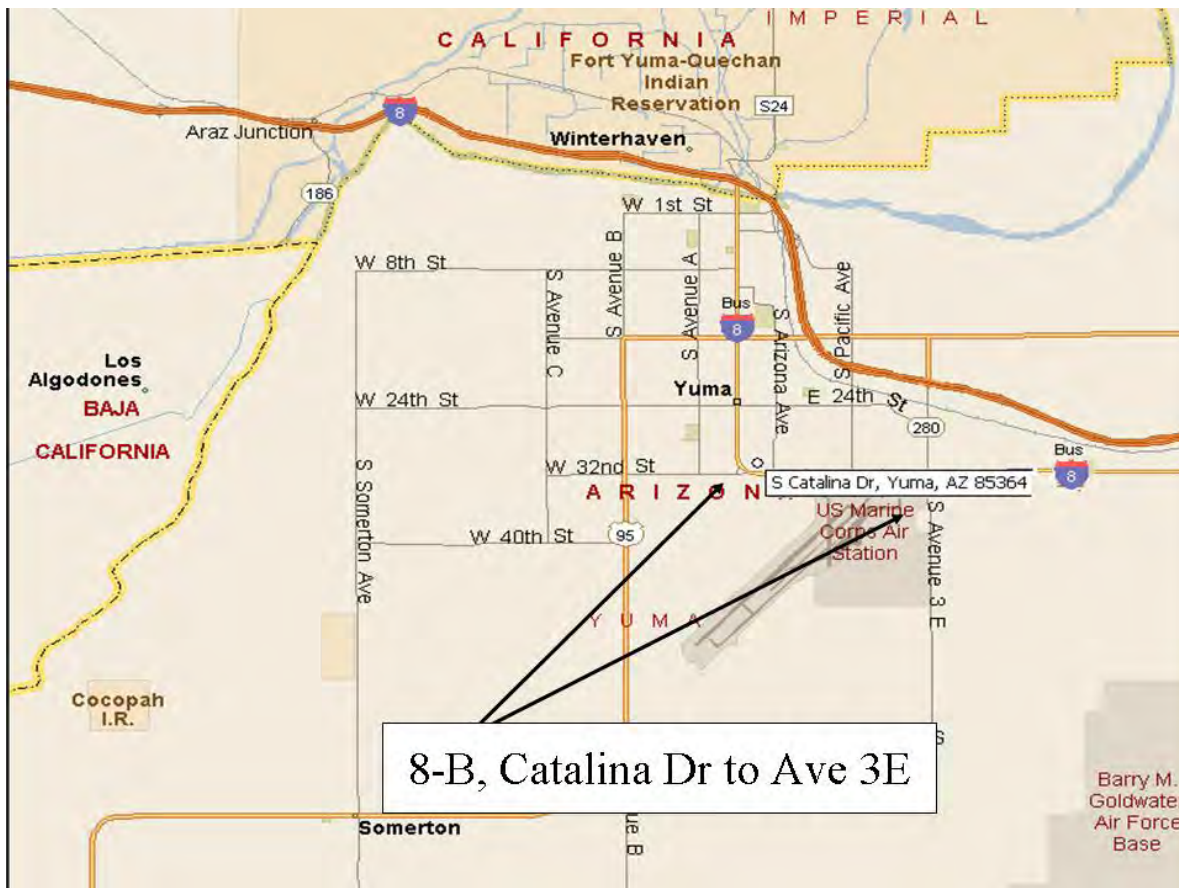 IMPERIAL
CALIFORNIA
Fort Yuma-Quechan
Indian
Reservation
S24
8
Araz Junction
Winterhaven
186
W 1st St
S Avenue B
S Avenue A
W 8th St
S Avenue C
Bus
8
S Pacific Ave
S Arizona Ave
Los
Algodones
BAJA
CALIFORNIA
Yuma
E 24th St
W 24th St
280
W 32nd St
Bus
8
S Catalina Dr, Yuma, AZ 85364
ARIZON
US Marine
Corps Air
Station
S Somerton Ave
W 40th St
95
S Avenue 3 E
YUMA
Cocopah
I.R.
S
8-B, Catalina Dr to Ave 3E
Barry M.
Goldwater
Air Force
Base
Somerton
ue B